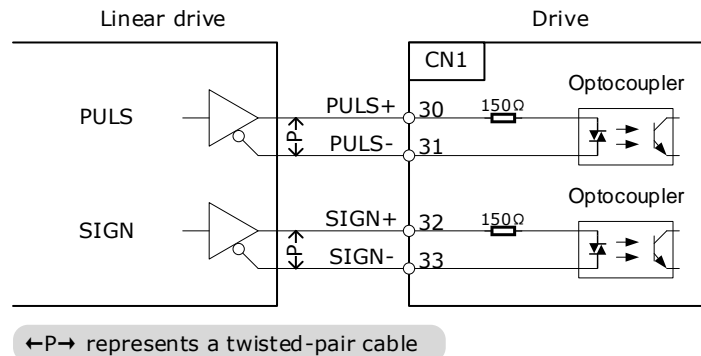 Linear drive
Drive
CN1
Optocoupler
PULS
PULS+
30
150Ω
P
PULS-
31
Optocoupler
SIGN
SIGN+
32
150Ω
P
SIGN-
33
←P→ represents a twisted-pair cable